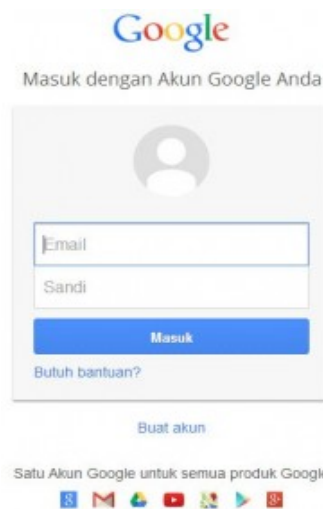 Google
Masuk dengan Akun Google Anda
Email
Sandi
Masuk
Butuh bantuan?
Buat akun
Satu Akun Google untuk semua produk Google